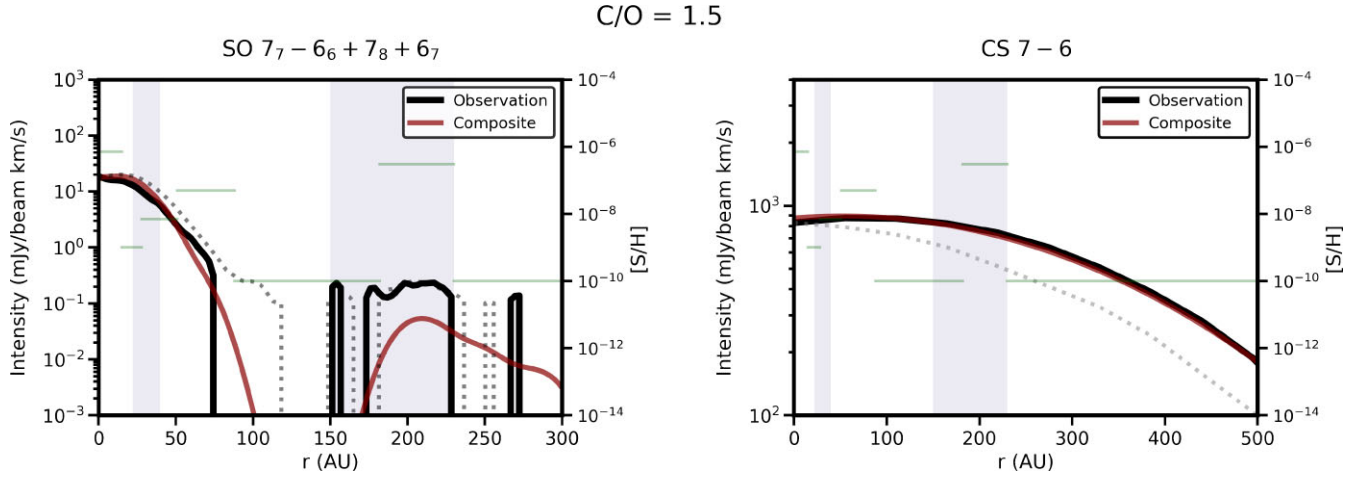 C/O = 1.5
SO 7₇ − 6₆ + 7₈ + 6₇
CS 7 − 6
Intensity (mJy/beam km/s)
10³
10²
10¹
10⁰
10⁻¹
10⁻²
10⁻³
Observation
Composite
10⁻⁴
10⁻⁶
10⁻⁸
10⁻¹⁰
10⁻¹²
10⁻¹⁴
[S/H]
0 50 100 150 200 250 300
r (AU)
Intensity (mJy/beam km/s)
10³
10²
Observation
Composite
10⁻⁴
10⁻⁶
10⁻⁸
10⁻¹⁰
10⁻¹²
10⁻¹⁴
[S/H]
0 100 200 300 400 500
r (AU)